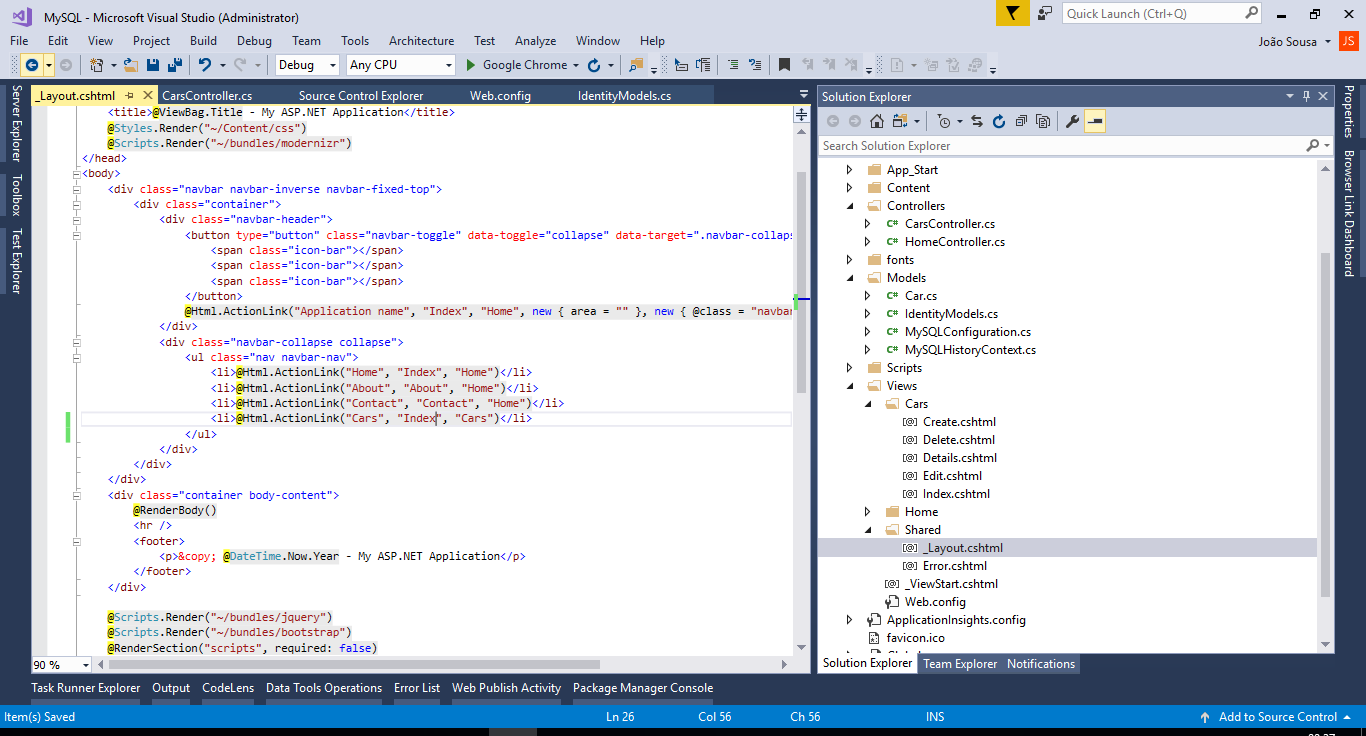 MySQL - Microsoft Visual Studio (Administrator)
Quick Launch (Ctrl+Q)
File Edit View Project Build Debug Team Tools Architecture Test Analyze Window Help
João Sousa
JS
Debug Any CPU Google Chrome
Server Explorer
Toolbox
Test Explorer
_Layout.cshtml CarsController.cs Source Control Explorer Web.config IdentityModels.cs
<title>@ViewBag.Title - My ASP.NET Application</title>
@Styles.Render("~/Content/css")
@Scripts.Render("~/bundles/modernizr")
</head>
<body>
<div class="navbar navbar-inverse navbar-fixed-top">
<div class="container">
<div class="navbar-header">
<button type="button" class="navbar-toggle" data-toggle="collapse" data-target=".navbar-collaps
<span class="icon-bar"></span>
<span class="icon-bar"></span>
<span class="icon-bar"></span>
</button>
@Html.ActionLink("Application name", "Index", "Home", new { area = "" }, new { @class = "navbar
</div>
<div class="navbar-collapse collapse">
<ul class="nav navbar-nav">
<li>@Html.ActionLink("Home", "Index", "Home")</li>
<li>@Html.ActionLink("About", "About", "Home")</li>
<li>@Html.ActionLink("Contact", "Contact", "Home")</li>
<li>@Html.ActionLink("Cars", "Index", "Cars")</li>
</ul>
</div>
</div>
</div>
<div class="container body-content">
@RenderBody()
<hr />
<footer>
<p>&copy; @DateTime.Now.Year - My ASP.NET Application</p>
</footer>
</div>
@Scripts.Render("~/bundles/jquery")
@Scripts.Render("~/bundles/bootstrap")
@RenderSection("scripts", required: false)
90 %
Solution Explorer
Search Solution Explorer
App_Start
Content
Controllers
CarsController.cs
HomeController.cs
fonts
Models
Car.cs
IdentityModels.cs
MySQLConfiguration.cs
MySQLHistoryContext.cs
Scripts
Views
Cars
Create.cshtml
Delete.cshtml
Details.cshtml
Edit.cshtml
Index.cshtml
Home
Shared
_Layout.cshtml
Error.cshtml
_ViewStart.cshtml
Web.config
ApplicationInsights.config
favicon.ico
Solution Explorer Team Explorer Notifications
Properties
Browser Link Dashboard
Task Runner Explorer Output CodeLens Data Tools Operations Error List Web Publish Activity Package Manager Console
Item(s) Saved Ln 26 Col 56 Ch 56 INS Add to Source Control